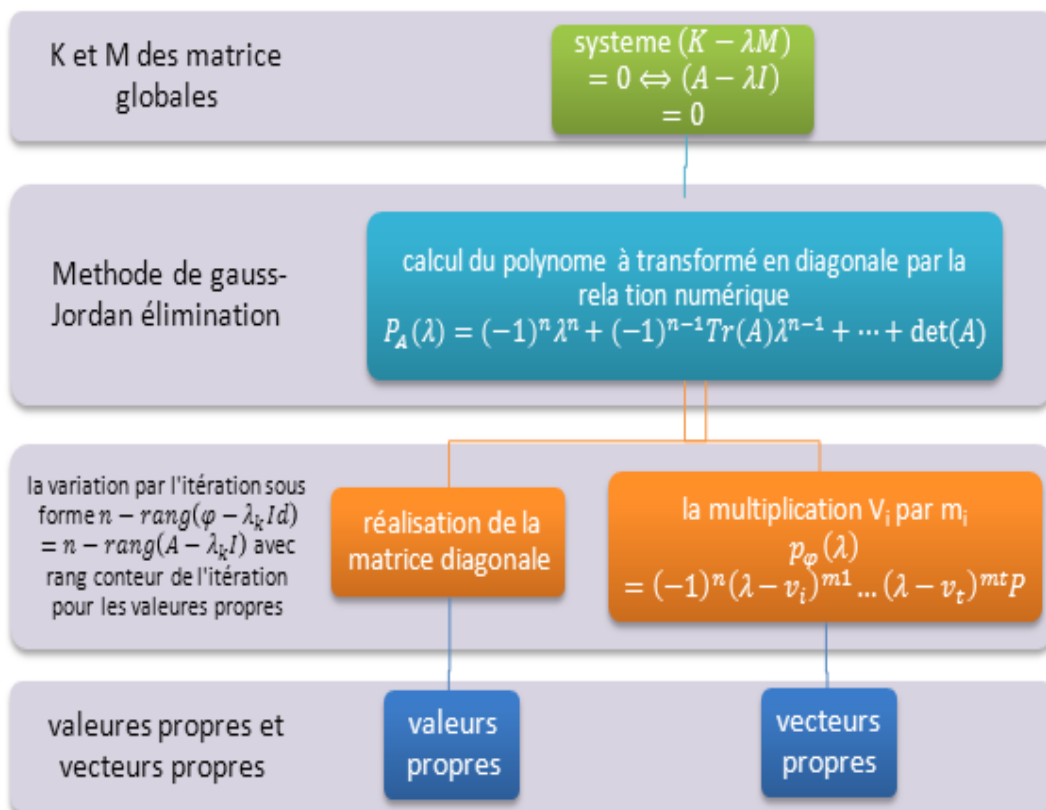 K et M des matrice
globales
systeme (K − λM)
= 0 ⇔ (A − λI)
= 0
Methode de gauss-
Jordan élimination
calcul du polynome à transformé en diagonale par la
rela tion numérique
P_A(λ) = (−1)^n λ^n + (−1)^{n−1} Tr(A)λ^{n−1} + ⋯ + det(A)
la variation par l'itération sous
forme n − rang(φ − λ_k Id)
= n − rang(A − λ_k I) avec
rang conteur de l'itération
pour les valeures propres
réalisation de la
matrice diagonale
la multiplication V_i par m_i
p_φ(λ)
= (−1)^n (λ − v_i)^{m1} … (λ − v_t)^{mt} P
valeures propres et
vecteurs propres
valeurs
propres
vecteurs
propres